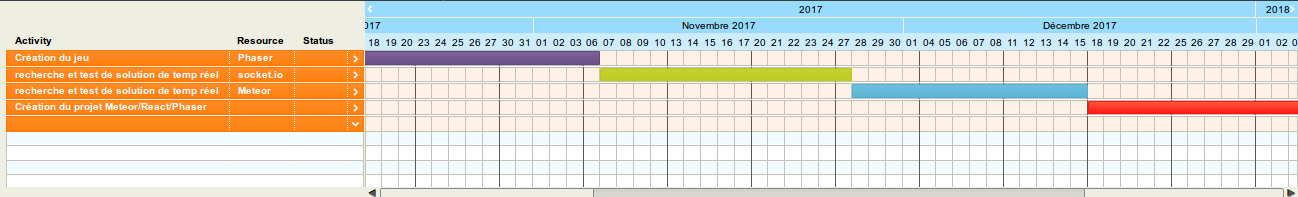 2017 2018
017 Novembre 2017 Décembre 2017
Activity Resource Status 18 19 20 23 24 25 26 27 30 31 01 02 03 06 07 08 09 10 13 14 15 16 17 20 21 22 23 24 27 28 29 30 01 04 05 06 07 08 11 12 13 14 15 18 19 20 21 22 25 26 27 28 29 01 02 0
Création du jeu Phaser
recherche et test de solution de temp réel socket.io
recherche et test de solution de temp réel Meteor
Création du projet Meteor/React/Phaser